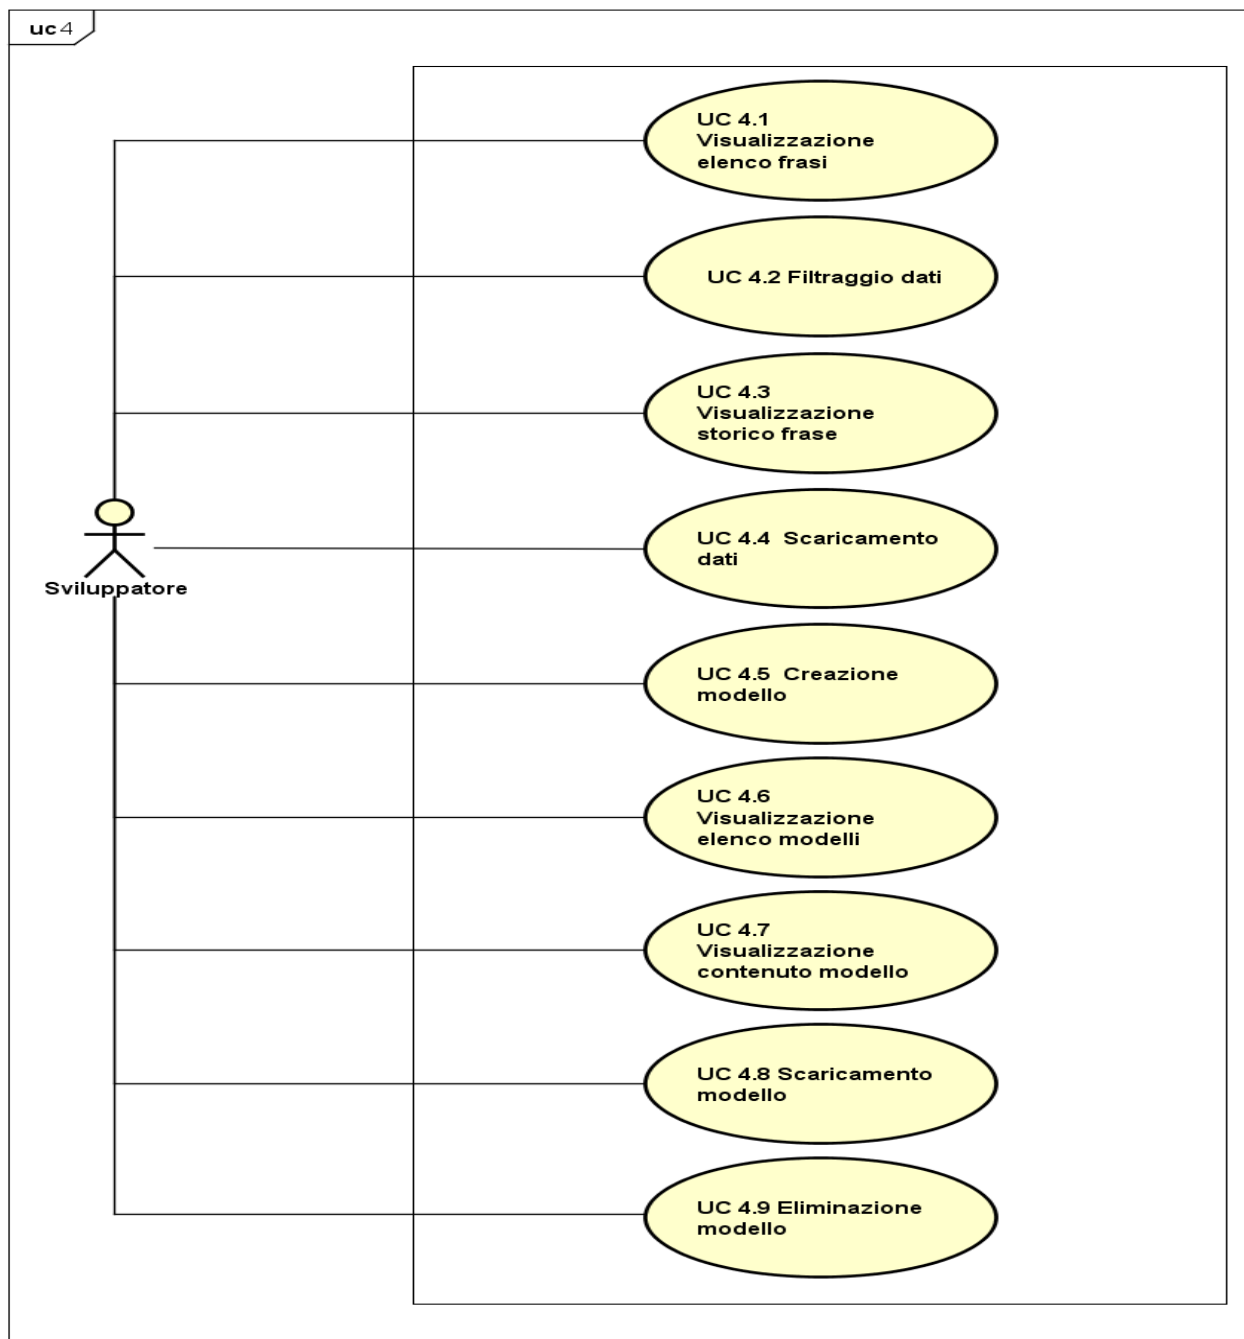 uc 4
UC 4.1
Visualizzazione
elenco frasi
UC 4.2 Filtraggio dati
UC 4.3
Visualizzazione
storico frase
UC 4.4 Scaricamento
dati
Sviluppatore
UC 4.5 Creazione
modello
UC 4.6
Visualizzazione
elenco modelli
UC 4.7
Visualizzazione
contenuto modello
UC 4.8 Scaricamento
modello
UC 4.9 Eliminazione
modello